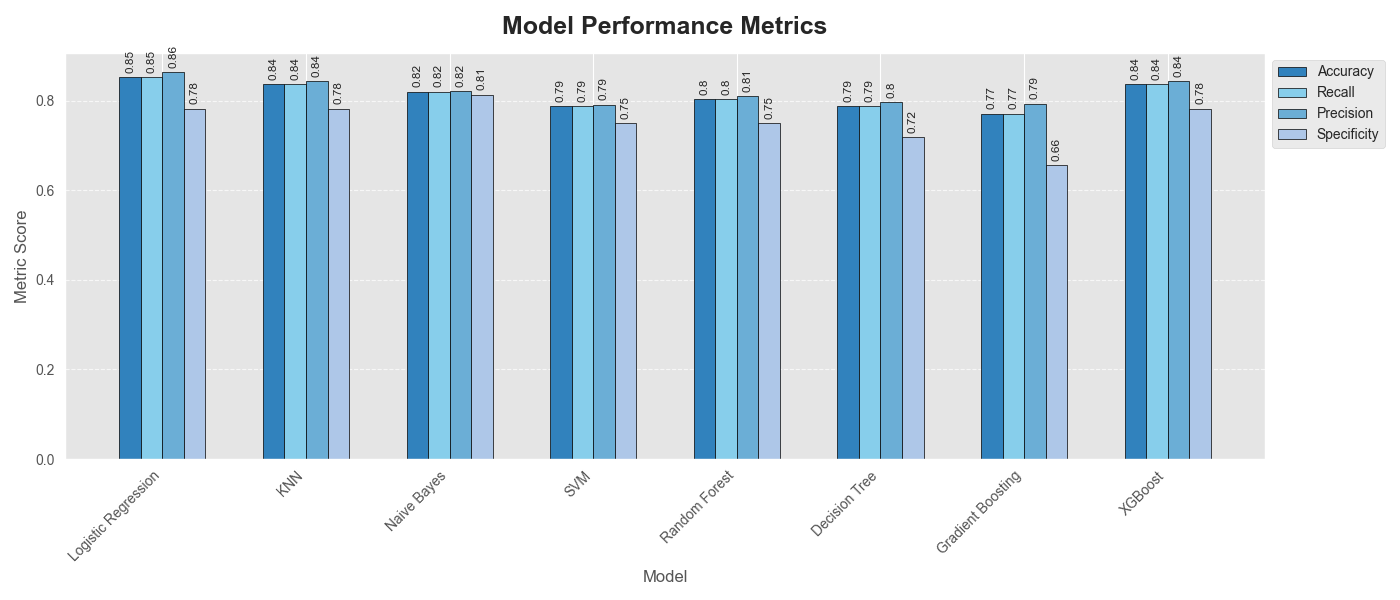 Model Performance Metrics
Metric Score
0.8
0.6
0.4
0.2
0.0
0.85 0.85 0.86 0.78
0.84 0.84 0.84 0.78
0.82 0.82 0.82 0.81
0.79 0.79 0.79 0.75
0.8 0.8 0.81 0.75
0.79 0.79 0.8 0.72
0.77 0.77 0.79 0.66
0.84 0.84 0.84 0.78
Accuracy
Recall
Precision
Specificity
Logistic Regression
KNN
Naive Bayes
SVM
Random Forest
Decision Tree
Gradient Boosting
XGBoost
Model